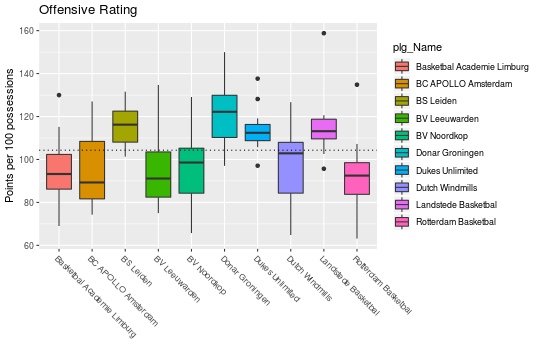 Offensive Rating
Points per 100 possessions
160
140
120
100
80
60
Basketbal Academie Limburg
BC APOLLO Amsterdam
BS Leiden
BV Leeuwarden
BV Noordkop
Donar Groningen
Dukes Unlimited
Dutch Windmills
Landstede Basketbal
Rotterdam Basketbal
plg_Name
Basketbal Academie Limburg
BC APOLLO Amsterdam
BS Leiden
BV Leeuwarden
BV Noordkop
Donar Groningen
Dukes Unlimited
Dutch Windmills
Landstede Basketbal
Rotterdam Basketbal